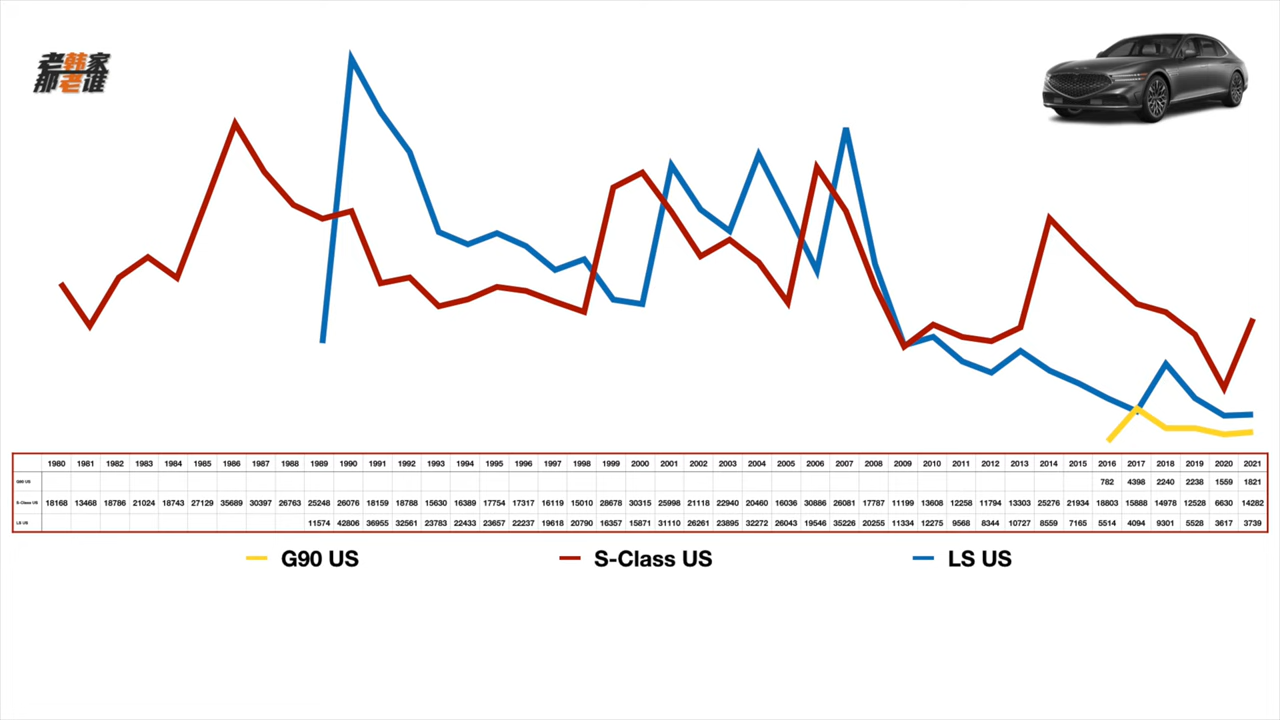 老韩家
那老谁
1980 1981 1982 1983 1984 1985 1986 1987 1988 1989 1990 1991 1992 1993 1994 1995 1996 1997 1998 1999 2000 2001 2002 2003 2004 2005 2006 2007 2008 2009 2010 2011 2012 2013 2014 2015 2016 2017 2018 2019 2020 2021
G90 US 782 4398 2240 2238 1559 1821
S-Class US 18168 13468 18786 21024 18743 27129 35689 30397 26763 25248 26076 18159 18789 15630 16389 17754 17317 16119 15010 28678 30315 25998 21118 22940 20460 16036 30886 26081 17787 11199 13608 12258 11794 13303 25276 21934 18803 15888 14978 12528 6630 14282
LS US 11574 42806 36955 32561 23783 22433 23657 22237 19618 20790 16357 15871 31110 26261 23895 32272 26043 19546 35226 20255 11334 12275 9568 8344 10727 8559 7165 5514 4094 9301 5528 3617 3739
G90 US S-Class US LS US